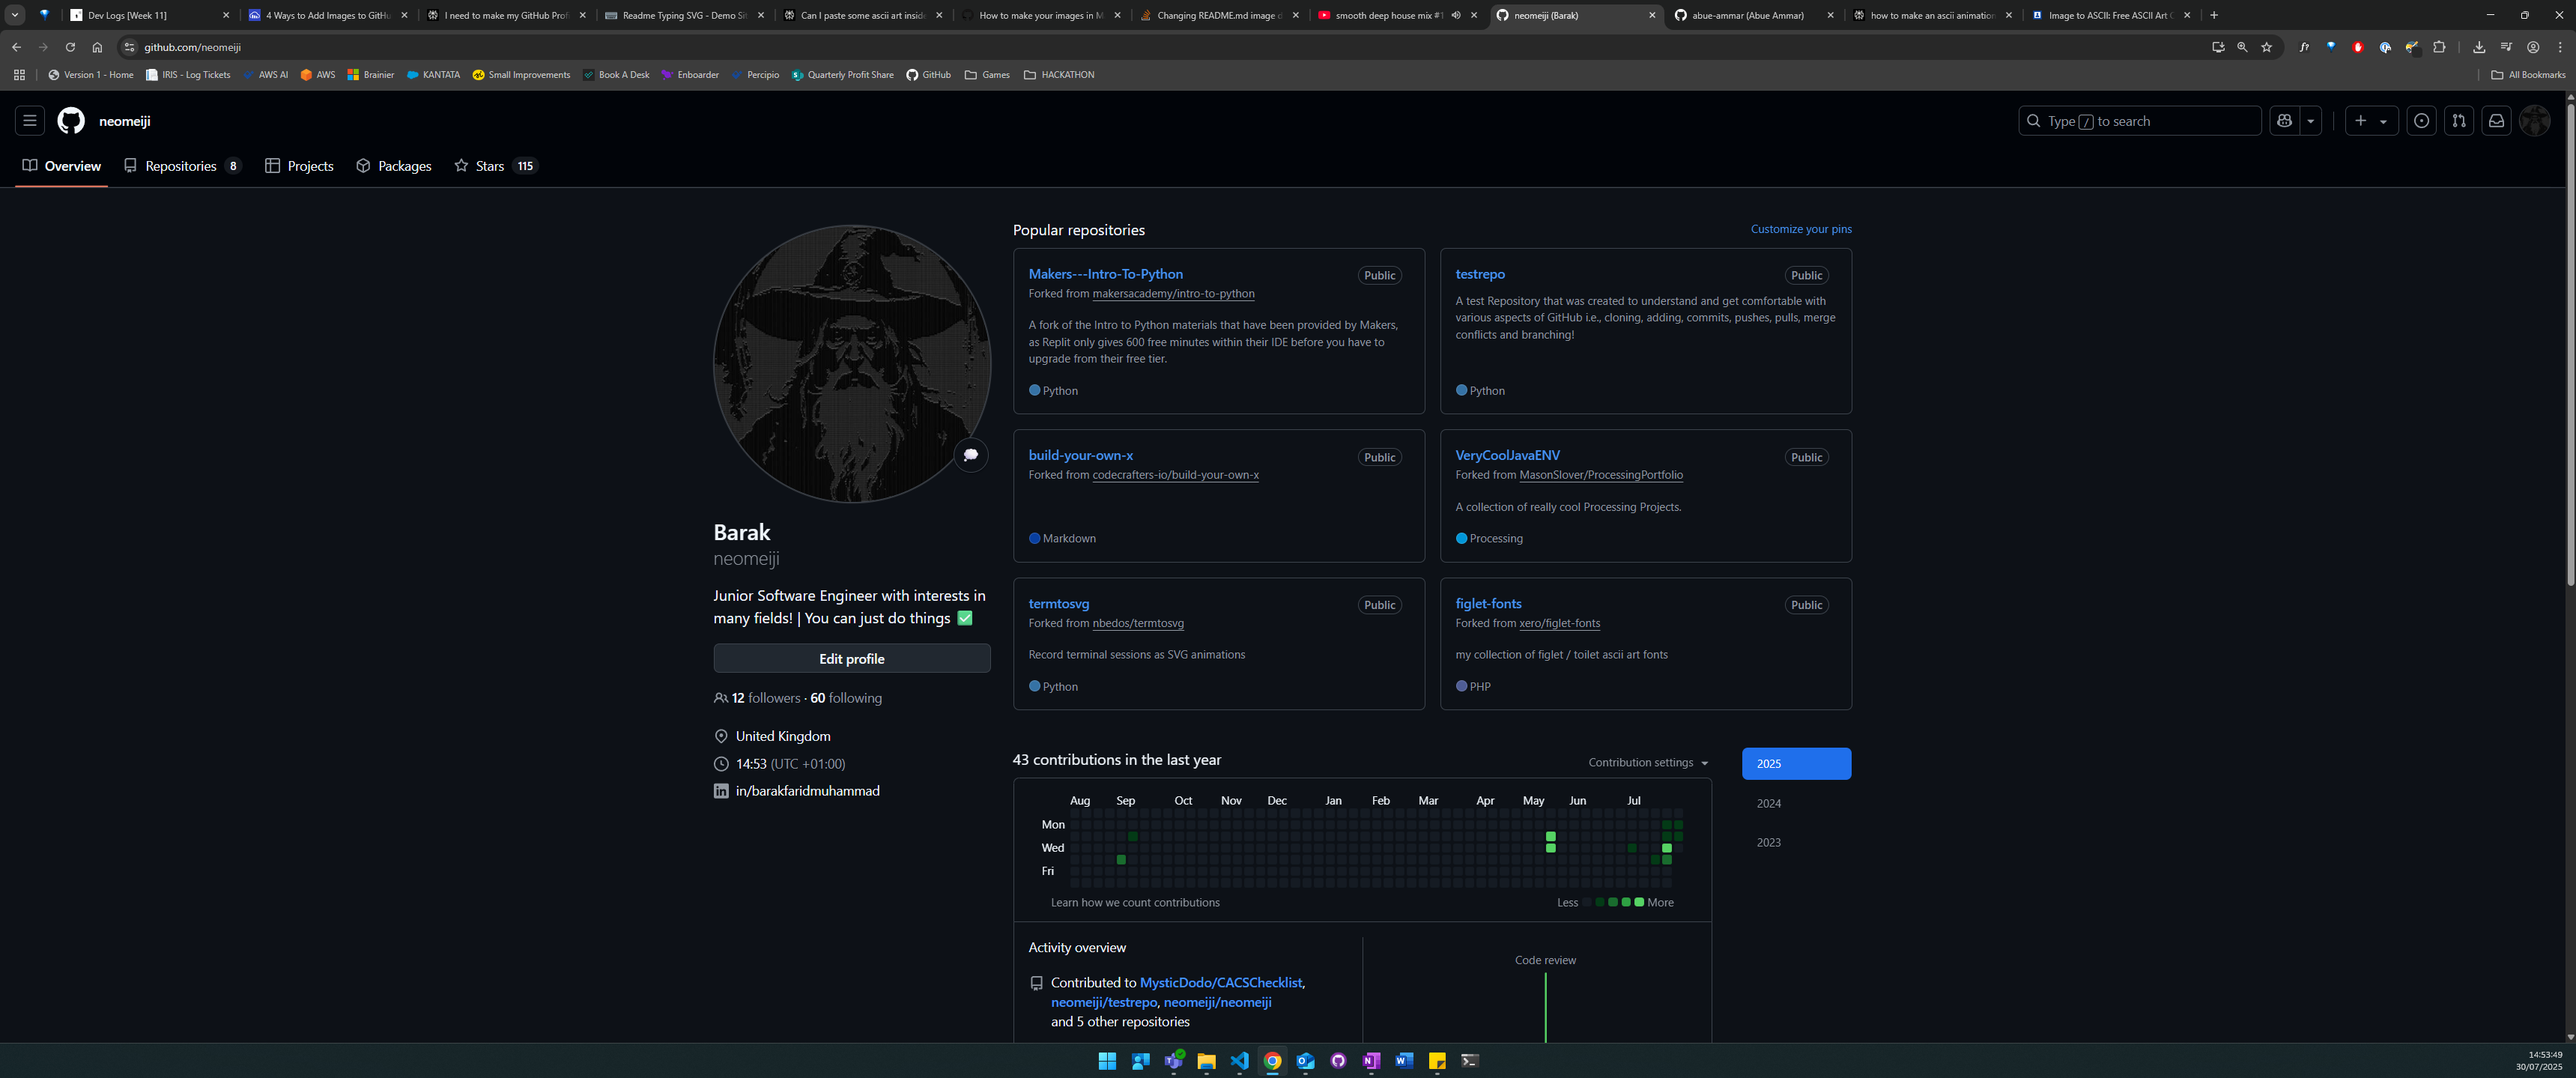 Dev Logs [Week 11]
4 Ways to Add Images to GitHu
I need to make my GitHub Prof
Readme Typing SVG - Demo Si
Can I paste some ascii art inside
How to make your images in M
Changing README.md image d
smooth deep house mix #1
neomeiji (Barak)
abue-ammar (Abue Ammar)
how to make an ascii animation
Image to ASCII: Free ASCII Art C
github.com/neomeiji
Version 1 - Home
IRIS - Log Tickets
AWS AI
AWS
Brainier
KANTATA
Small Improvements
Book A Desk
Enboarder
Percipio
Quarterly Profit Share
GitHub
Games
HACKATHON
All Bookmarks
neomeiji
Type / to search
Overview
Repositories 8
Projects
Packages
Stars 115
Barak
neomeiji
Junior Software Engineer with interests in
many fields! | You can just do things ✅
Edit profile
12 followers · 60 following
United Kingdom
14:53 (UTC +01:00)
in/barakfaridmuhammad
Popular repositories
Customize your pins
Makers---Intro-To-Python
Public
Forked from makersacademy/intro-to-python
A fork of the Intro to Python materials that have been provided by Makers,
as Replit only gives 600 free minutes within their IDE before you have to
upgrade from their free tier.
Python
testrepo
Public
A test Repository that was created to understand and get comfortable with
various aspects of GitHub i.e., cloning, adding, commits, pushes, pulls, merge
conflicts and branching!
Python
build-your-own-x
Public
Forked from codecrafters-io/build-your-own-x
Markdown
VeryCoolJavaENV
Public
Forked from MasonSlover/ProcessingPortfolio
A collection of really cool Processing Projects.
Processing
termtosvg
Public
Forked from nbedos/termtosvg
Record terminal sessions as SVG animations
Python
figlet-fonts
Public
Forked from xero/figlet-fonts
my collection of figlet / toilet ascii art fonts
PHP
43 contributions in the last year
Contribution settings
2025
2024
2023
Aug Sep Oct Nov Dec Jan Feb Mar Apr May Jun Jul
Mon
Wed
Fri
Learn how we count contributions
Less More
Activity overview
Contributed to MysticDodo/CACSChecklist,
neomeiji/testrepo, neomeiji/neomeiji
and 5 other repositories
Code review
14:53:49
30/07/2025